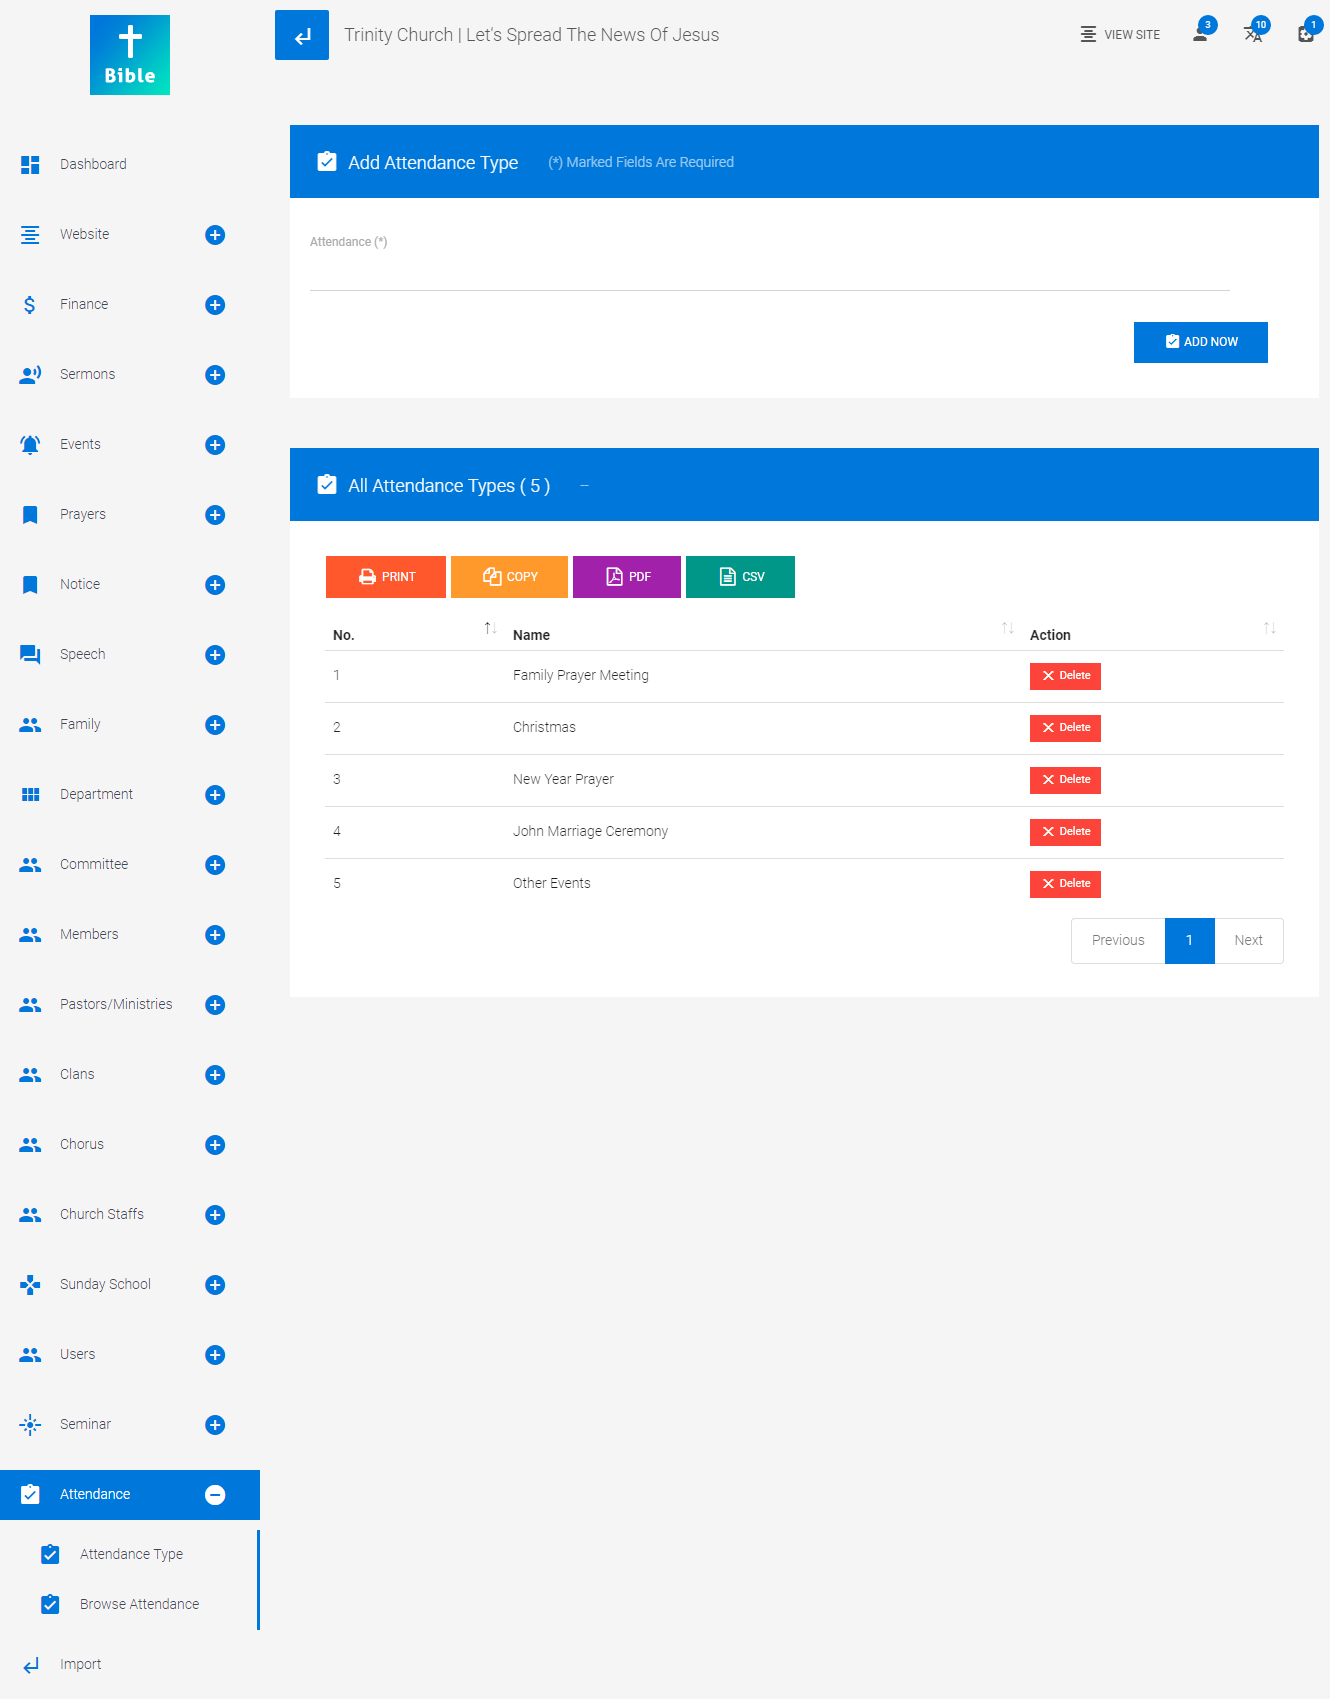 Bible
Trinity Church | Let's Spread The News Of Jesus
VIEW SITE
3
10
1
Dashboard
Website
Finance
Sermons
Events
Prayers
Notice
Speech
Family
Department
Committee
Members
Pastors/Ministries
Clans
Chorus
Church Staffs
Sunday School
Users
Seminar
Attendance
Attendance Type
Browse Attendance
Import
Add Attendance Type (*) Marked Fields Are Required
Attendance (*)
ADD NOW
All Attendance Types ( 5 ) –
PRINT COPY PDF CSV
No. Name Action
1 Family Prayer Meeting Delete
2 Christmas Delete
3 New Year Prayer Delete
4 John Marriage Ceremony Delete
5 Other Events Delete
Previous 1 Next